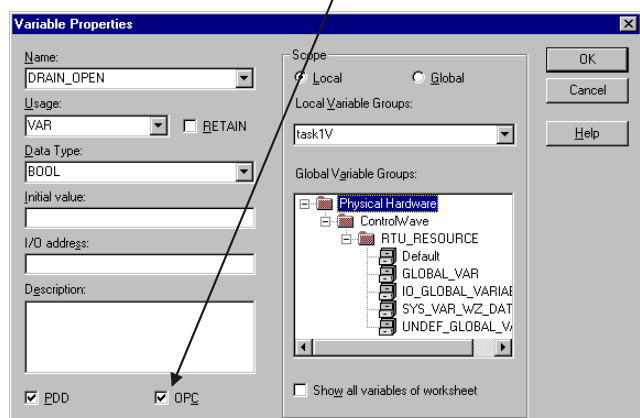 Variable Properties
Name:
DRAIN_OPEN
Usage:
VAR
RETAIN
Data Type:
BOOL
Initial value:
I/O address:
Description:
PDD
OPC
Scope
Local
Global
Local Variable Groups:
task1V
Global Variable Groups:
Physical Hardware
ControlWave
RTU_RESOURCE
Default
GLOBAL_VAR
IO_GLOBAL_VARIAE
SYS_VAR_WZ_DAT
UNDEF_GLOBAL_V
Show all variables of worksheet
OK
Cancel
Help